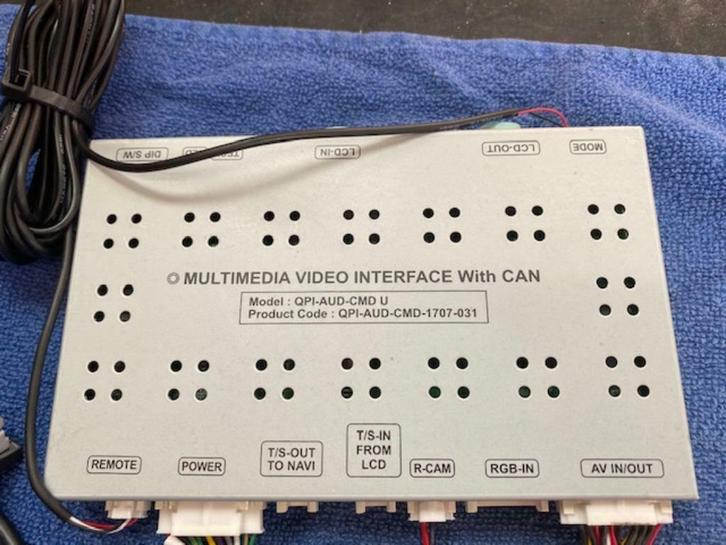 DIP S/W
LCD-IN
LCD-OUT
MODE
MULTIMEDIA VIDEO INTERFACE With CAN
Model : QPI-AUD-CMD U
Product Code : QPI-AUD-CMD-1707-031
REMOTE
POWER
T/S-OUT
TO NAVI
T/S-IN
FROM
LCD
R-CAM
RGB-IN
AV IN/OUT